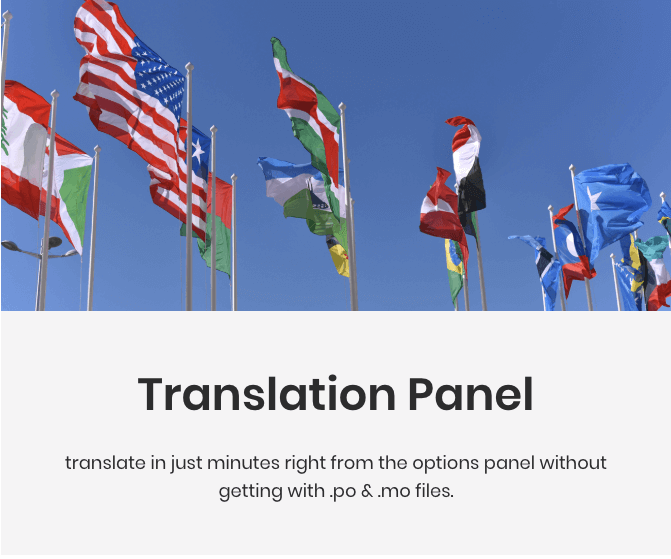 Translation Panel
translate in just minutes right from the options panel without
getting with .po & .mo files.